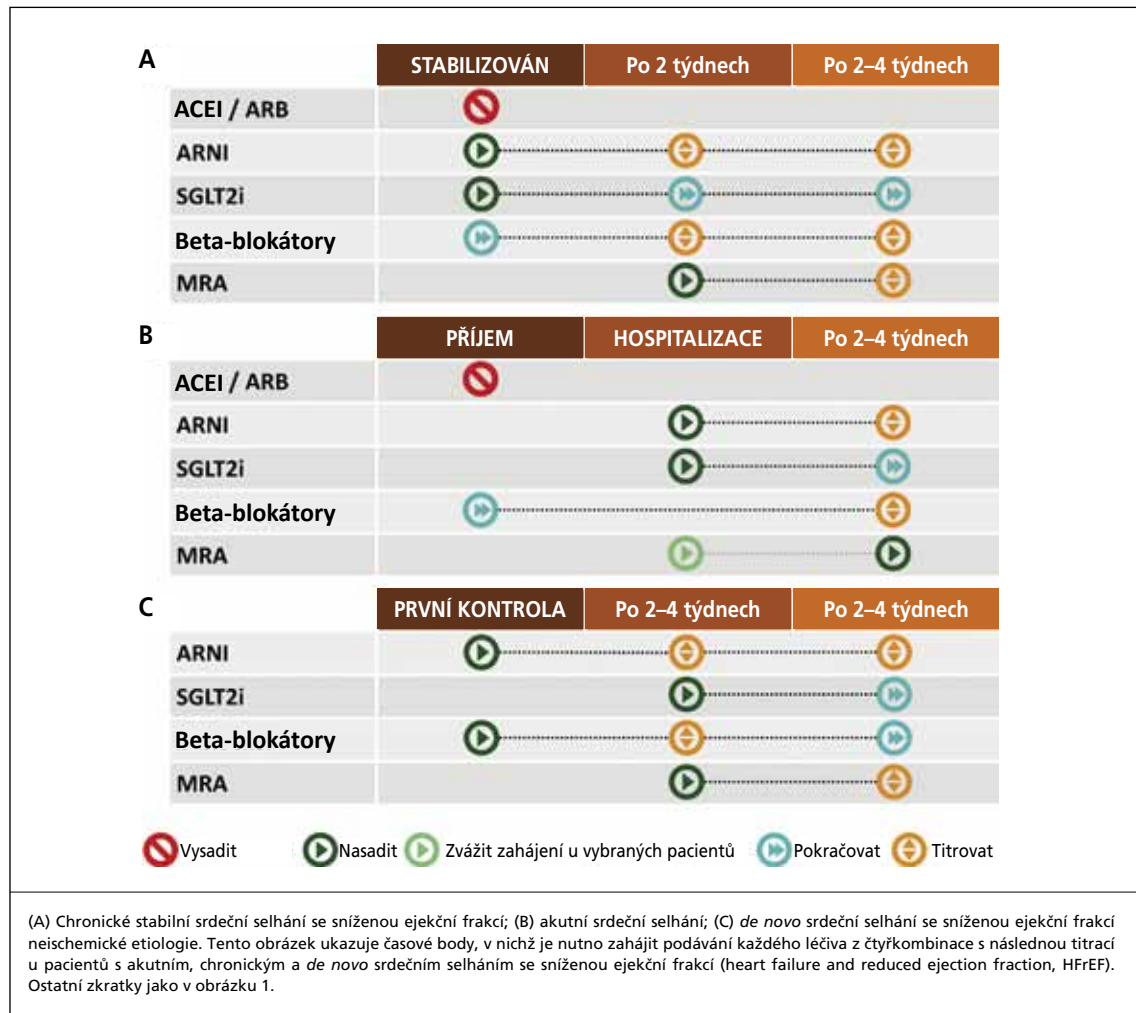 A STABILIZOVÁN Po 2 týdnech Po 2–4 týdnech
ACEI / ARB
ARNI
SGLT2i
Beta-blokátory
MRA
B PŘÍJEM HOSPITALIZACE Po 2–4 týdnech
ACEI / ARB
ARNI
SGLT2i
Beta-blokátory
MRA
C PRVNÍ KONTROLA Po 2–4 týdnech Po 2–4 týdnech
ARNI
SGLT2i
Beta-blokátory
MRA
Vysadit Nasadit Zvážit zahájení u vybraných pacientů Pokračovat Titrovat
(A) Chronické stabilní srdeční selhání se sníženou ejekční frakcí; (B) akutní srdeční selhání; (C) de novo srdeční selhání se sníženou ejekční frakcí
neischemické etiologie. Tento obrázek ukazuje časové body, v nichž je nutno zahájit podávání každého léčiva z čtyřkombinace s následnou titrací
u pacientů s akutním, chronickým a de novo srdečním selháním se sníženou ejekční frakcí (heart failure and reduced ejection fraction, HFrEF).
Ostatní zkratky jako v obrázku 1.